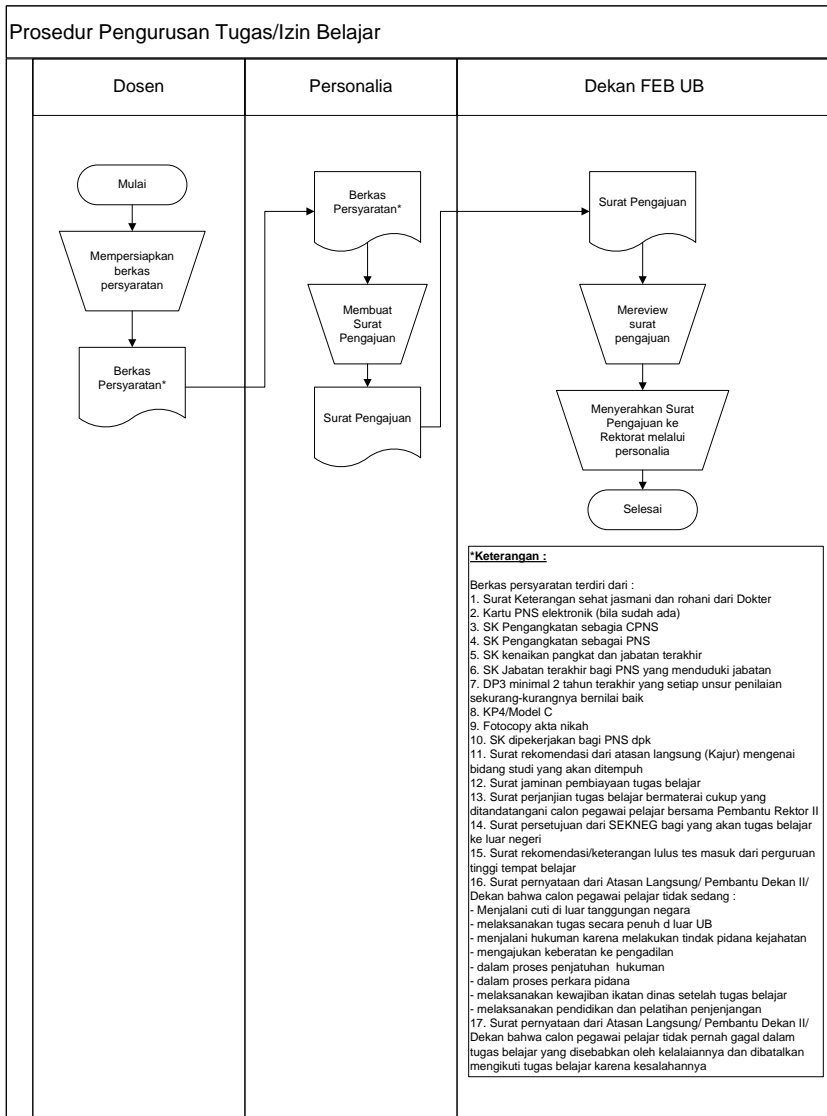 Prosedur Pengurusan Tugas/Izin Belajar
Dosen
Personalia
Dekan FEB UB
Mulai
Mempersiapkan
berkas
persyaratan
Berkas
Persyaratan*
Berkas
Persyaratan*
Membuat
Surat
Pengajuan
Surat Pengajuan
Surat Pengajuan
Mereview
surat
pengajuan
Menyerahkan Surat
Pengajuan ke
Rektorat melalui
personalia
Selesai
*Keterangan :
Berkas persyaratan terdiri dari :
1. Surat Keterangan sehat jasmani dan rohani dari Dokter
2. Kartu PNS elektronik (bila sudah ada)
3. SK Pengangkatan sebagia CPNS
4. SK Pengangkatan sebagai PNS
5. SK kenaikan pangkat dan jabatan terakhir
6. SK Jabatan terakhir bagi PNS yang menduduki jabatan
7. DP3 minimal 2 tahun terakhir yang setiap unsur penilaian
sekurang-kurangnya bernilai baik
8. KP4/Model C
9. Fotocopy akta nikah
10. SK dipekerjakan bagi PNS dpk
11. Surat rekomendasi dari atasan langsung (Kajur) mengenai
bidang studi yang akan ditempuh
12. Surat jaminan pembiayaan tugas belajar
13. Surat perjanjian tugas belajar bermaterai cukup yang
ditandatangani calon pegawai pelajar bersama Pembantu Rektor II
14. Surat persetujuan dari SEKNEG bagi yang akan tugas belajar
ke luar negeri
15. Surat rekomendasi/keterangan lulus tes masuk dari perguruan
tinggi tempat belajar
16. Surat pernyataan dari Atasan Langsung/ Pembantu Dekan II/
Dekan bahwa calon pegawai pelajar tidak sedang :
- Menjalani cuti di luar tanggungan negara
- melaksanakan tugas secara penuh d luar UB
- menjalani hukuman karena melakukan tindak pidana kejahatan
- mengajukan keberatan ke pengadilan
- dalam proses penjatuhan hukuman
- dalam proses perkara pidana
- melaksanakan kewajiban ikatan dinas setelah tugas belajar
- melaksanakan pendidikan dan pelatihan penjenjangan
17. Surat pernyataan dari Atasan Langsung/ Pembantu Dekan II/
Dekan bahwa calon pegawai pelajar tidak pernah gagal dalam
tugas belajar yang disebabkan oleh kelalaiannya dan dibatalkan
mengikuti tugas belajar karena kesalahannya